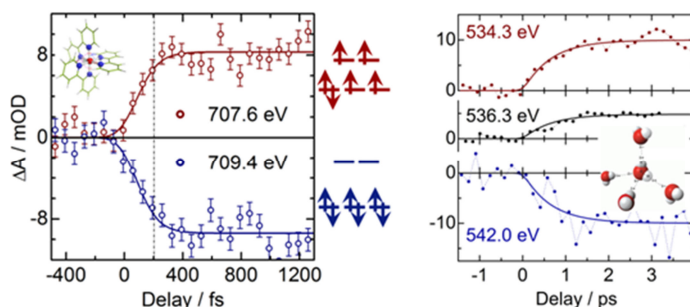 ΔA / mOD
8
0
-8
707.6 eV
709.4 eV
-400 0 400 800 1200
Delay / fs
534.3 eV
10
0
536.3 eV
5
0
0
-10
542.0 eV
-1 0 1 2 3
Delay / ps